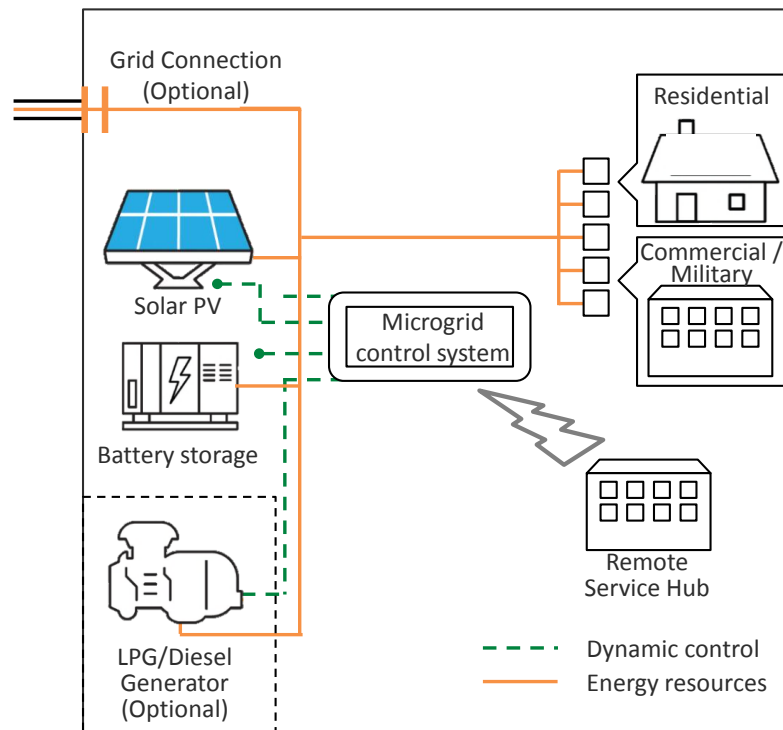 Grid Connection
(Optional)
Residential
Solar PV
Commercial /
Military
Microgrid
control system
Battery storage
Remote
Service Hub
LPG/Diesel
Generator
(Optional)
Dynamic control
Energy resources